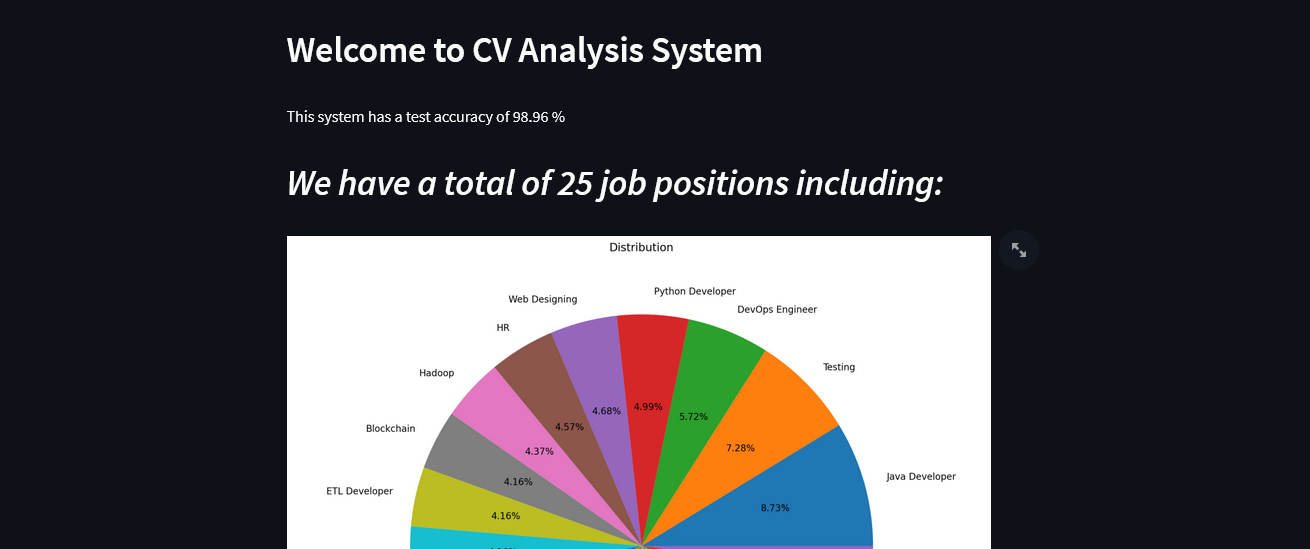 Welcome to CV Analysis System
This system has a test accuracy of 98.96 %
We have a total of 25 job positions including:
Distribution
Python Developer
Web Designing
DevOps Engineer
HR
Testing
Hadoop
4.99%
4.68%
5.72%
4.57%
Blockchain
7.28%
4.37%
Java Developer
4.16%
ETL Developer
8.73%
4.16%